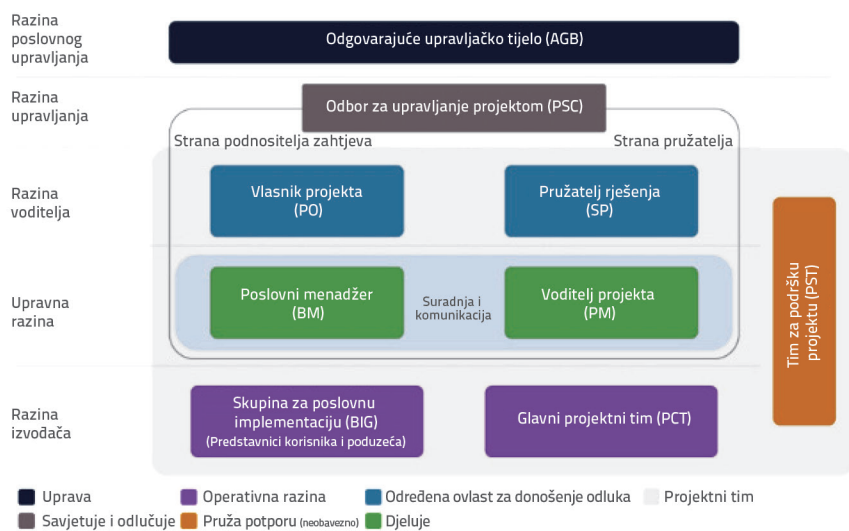 Razina
poslovnog
upravljanja
Odgovarajuće upravljačko tijelo (AGB)
Razina
upravljanja
Odbor za upravljanje projektom (PSC)
Strana podnositelja zahtjeva
Strana pružatelja
Razina
voditelja
Vlasnik projekta
(PO)
Pružatelj rješenja
(SP)
Upravna
razina
Poslovni menadžer
(BM)
Suradnja i
komunikacija
Voditelj projekta
(PM)
Tim za podršku
projektu (PST)
Razina
izvođača
Skupina za poslovnu
implementaciju (BIG)
(Predstavnici korisnika i poduzeća)
Glavni projektni tim (PCT)
Uprava
Operativna razina
Određena ovlast za donošenje odluka
Projektni tim
Savjetuje i odlučuje
Pruža potporu (neobavezno)
Djeluje